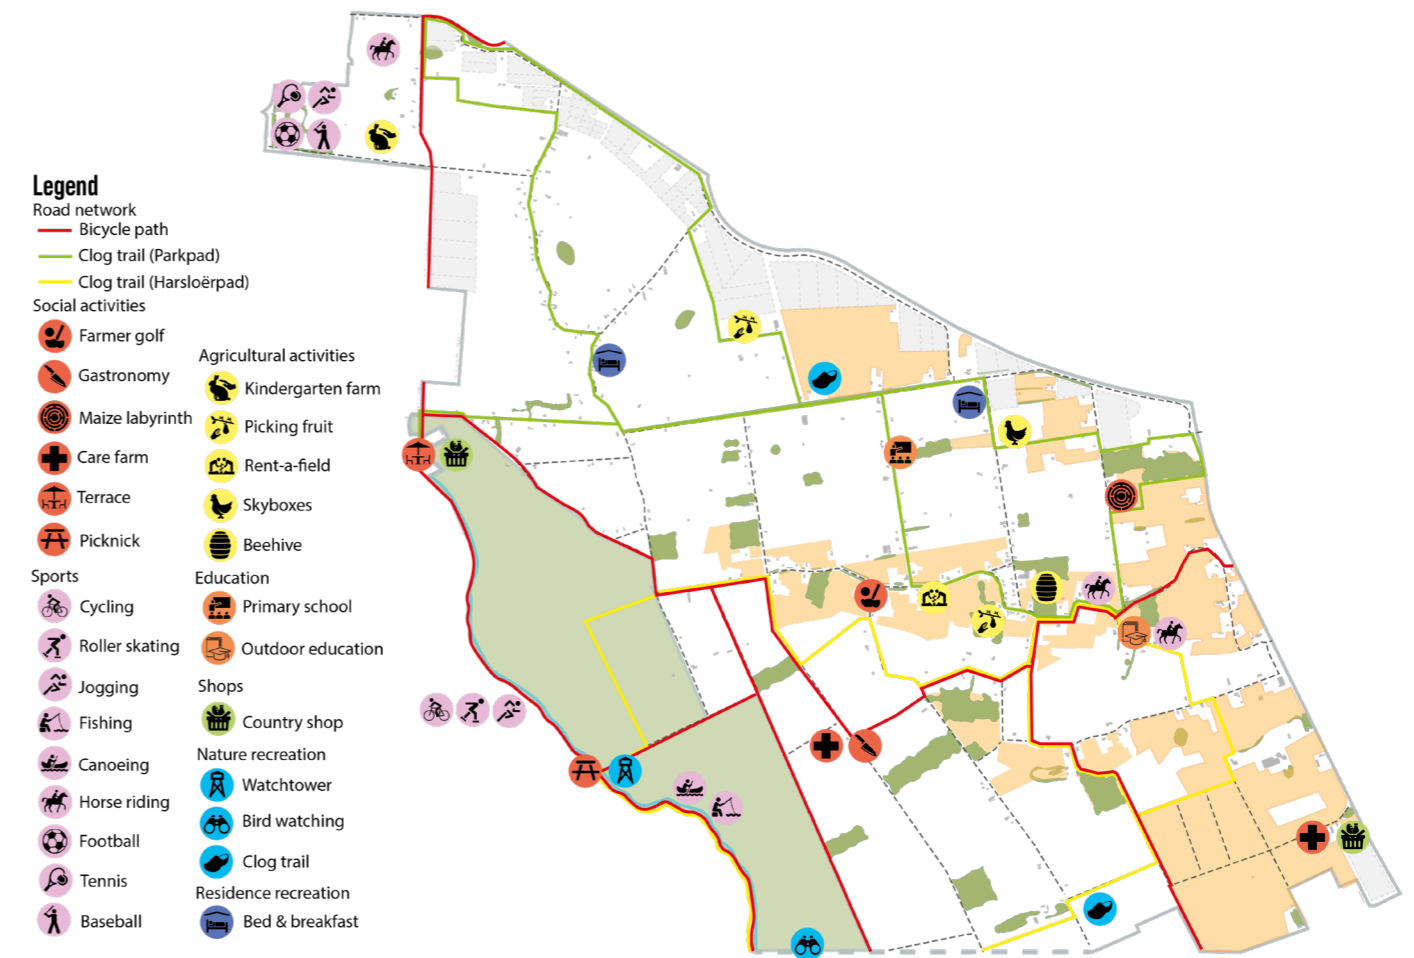 Legend
Road network
Bicycle path
Clog trail (Parkpad)
Clog trail (Harsloërpad)
Social activities
Farmer golf
Gastronomy
Maize labyrinth
Care farm
Terrace
Picknick
Sports
Cycling
Roller skating
Jogging
Fishing
Canoeing
Horse riding
Football
Tennis
Baseball
Agricultural activities
Kindergarten farm
Picking fruit
Rent-a-field
Skyboxes
Beehive
Education
Primary school
Outdoor education
Shops
Country shop
Nature recreation
Watchtower
Bird watching
Clog trail
Residence recreation
Bed & breakfast